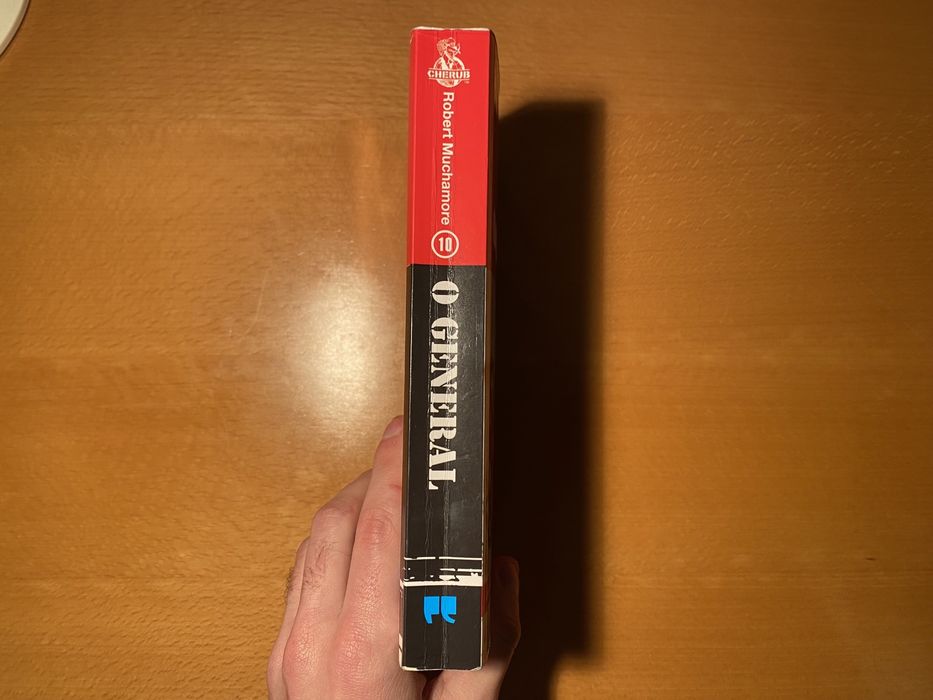 CHERUB
Robert Muchamore 10
O GENERAL